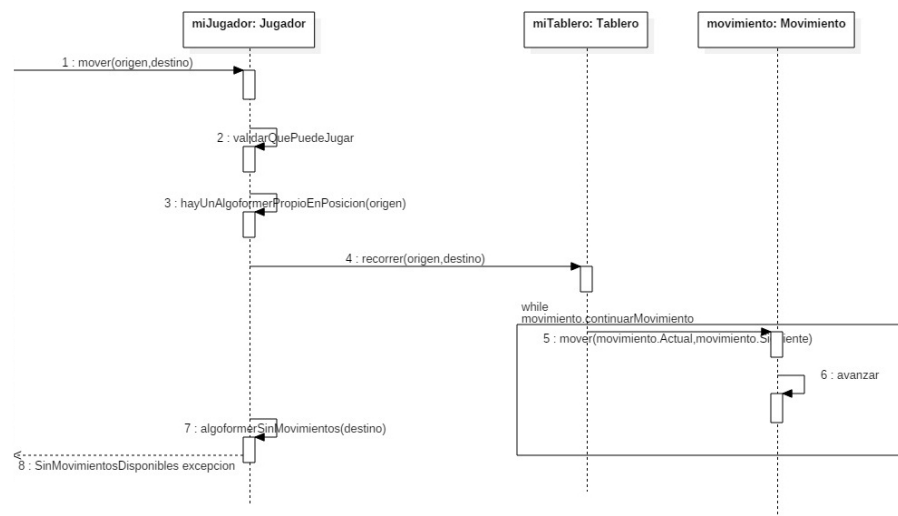 miJugador: Jugador
miTablero: Tablero
movimiento: Movimiento
1 : mover(origen,destino)
2 : validarQuePuedeJugar
3 : hayUnAlgoformerPropioEnPosicion(origen)
4 : recorrer(origen,destino)
while
movimiento.continuarMovimiento
5 : mover(movimiento.Actual,movimiento.Siguiente)
6 : avanzar
7 : algoformerSinMovimientos(destino)
8 : SinMovimientosDisponibles excepcion